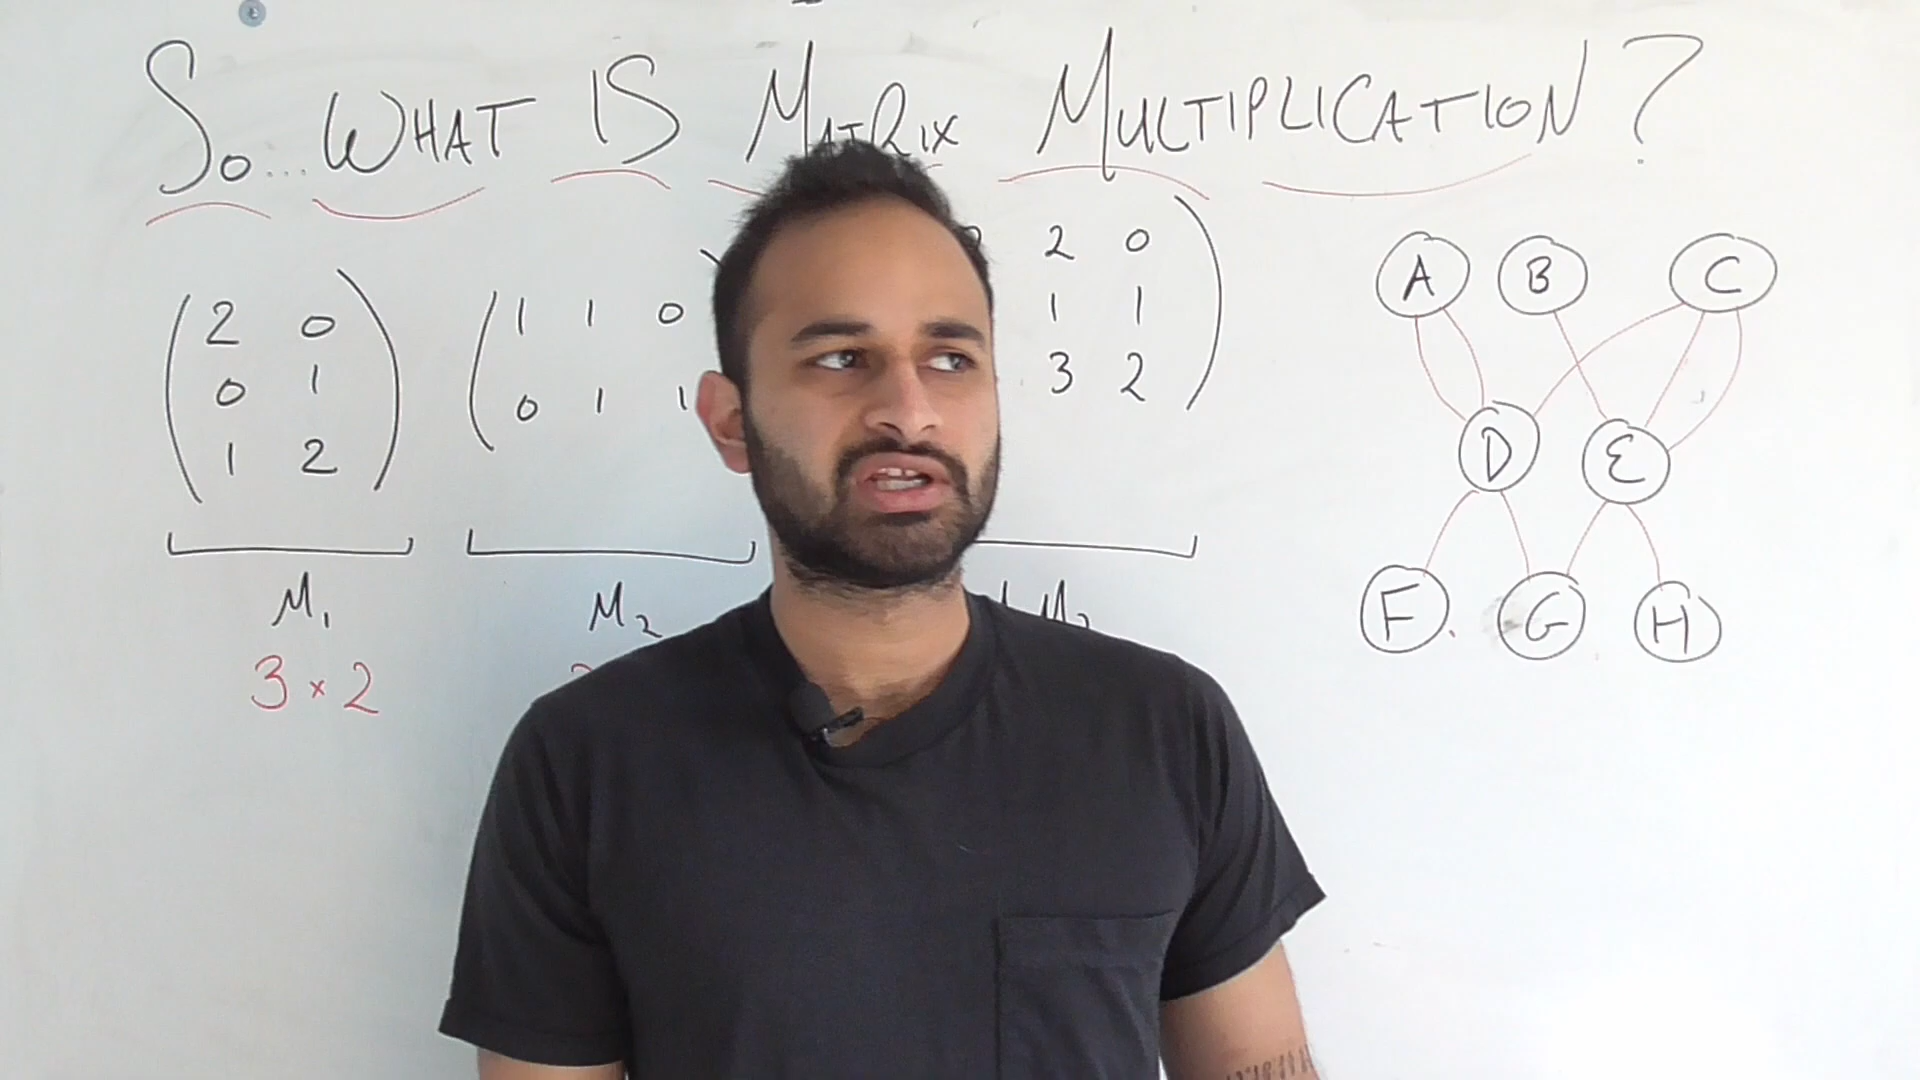 So... WHAT IS MATRIX MULTIPLICATION?
2 0
0 1
1 2
1 1 0
0 1 1
2 0
1 1
3 2
A B C
D E
F G H
M1
M2
3 × 2